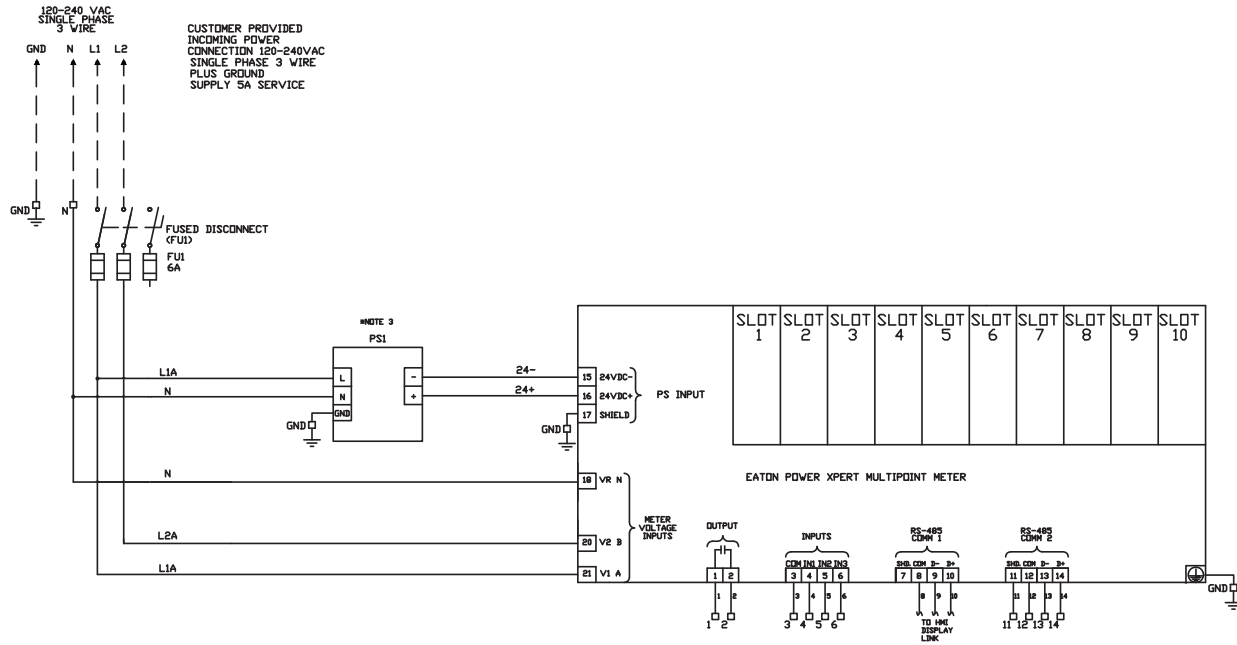 120-240 VAC
SINGLE PHASE
3 WIRE
GND N L1 L2
CUSTOMER PROVIDED
INCOMING POWER
CONNECTION 120-240VAC
SINGLE PHASE 3 WIRE
PLUS GROUND
SUPPLY 5A SERVICE
GND
N
FUSED DISCONNECT
(FU1)
FU1
6A
*NOTE 3
PS1
L1A
L
-
24-
15 24VDC-
N
N
+
24+
16 24VDC+
PS INPUT
GND
17 SHIELD
GND
GND
SLOT 1
SLOT 2
SLOT 3
SLOT 4
SLOT 5
SLOT 6
SLOT 7
SLOT 8
SLOT 9
SLOT 10
EATON POWER XPERT MULTIPOINT METER
N
18 VR N
METER
VOLTAGE
INPUTS
L2A
20 V2 B
L1A
21 V1 A
OUTPUT
1 2
1 2
1 2
INPUTS
COM IN1 IN2 IN3
3 4 5 6
3 4 5 6
3 4 5 6
RS-485
COMM 1
SHD. COM D- D+
7 8 9 10
8 9 10
TO HMI
DISPLAY
LINK
RS-485
COMM 2
SHD. COM D- D+
11 12 13 14
11 12 13 14
11 12 13 14
GND